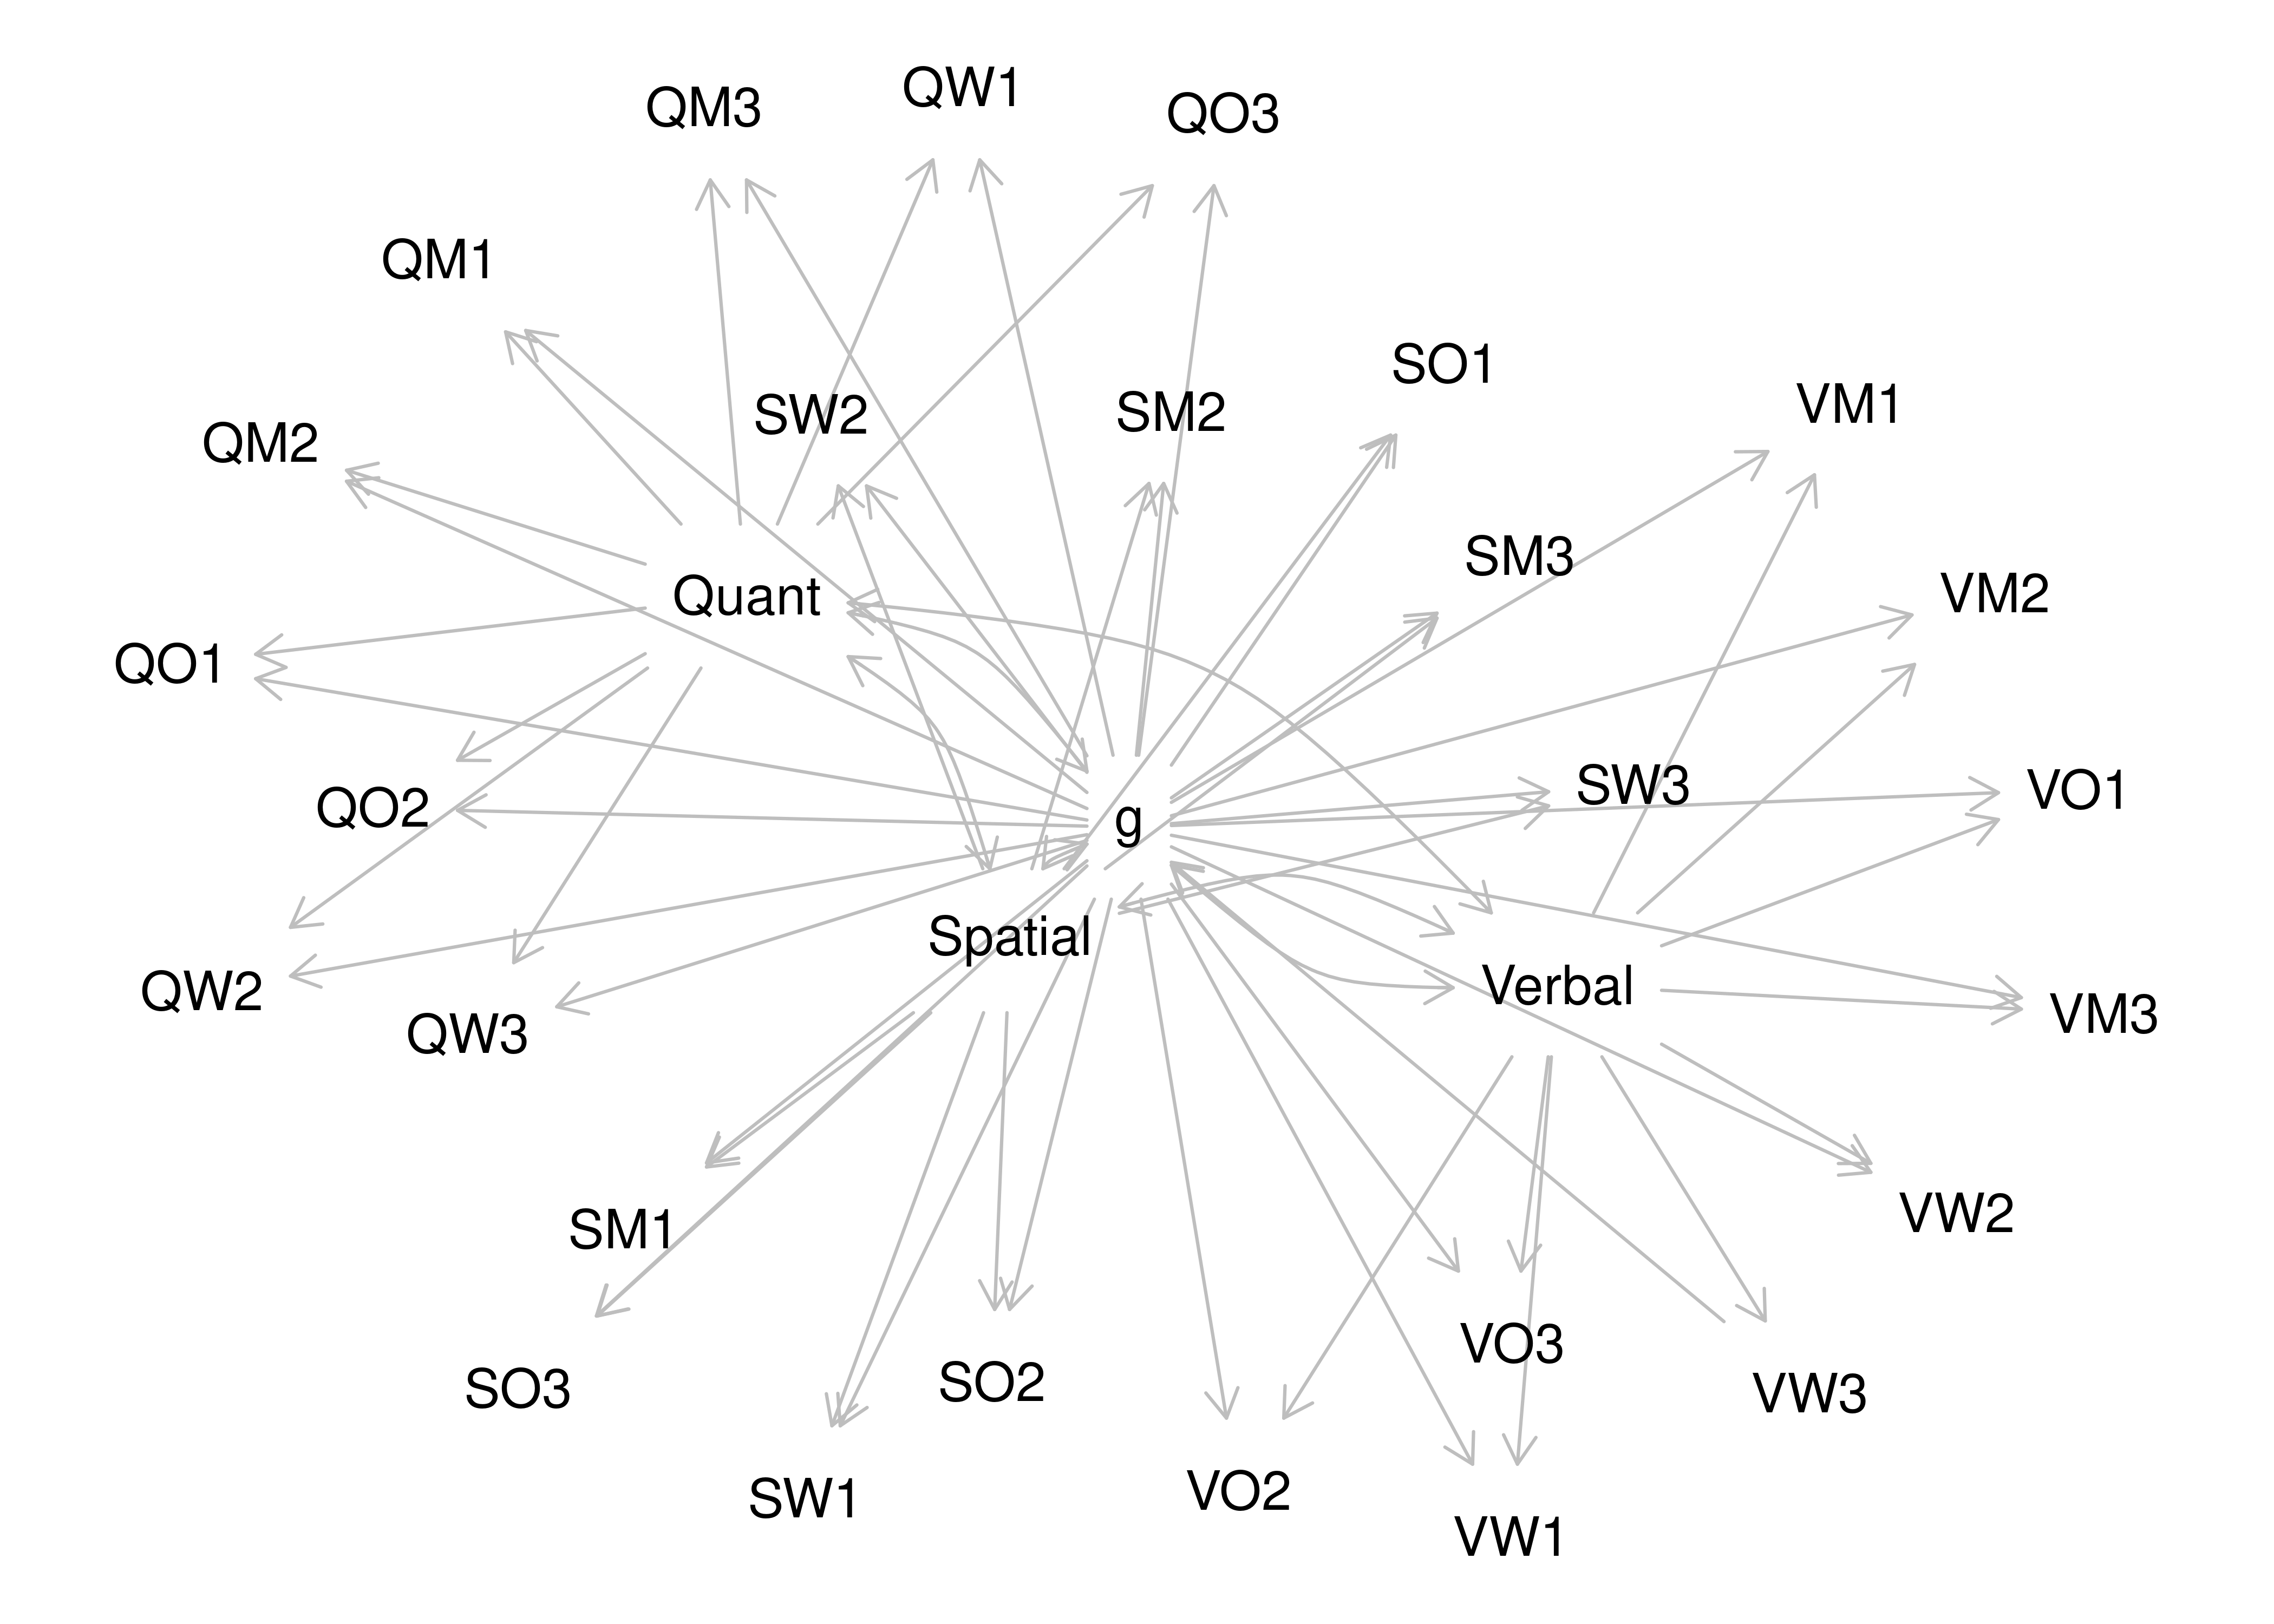 QM3
QW1
QO3
QM1
SO1
SW2
SM2
VM1
QM2
SM3
Quant
VM2
QO1
SW3
VO1
QO2
g
Spatial
Verbal
QW2
VM3
QW3
SM1
VW2
VO3
SO2
SO3
VW3
SW1
VO2
VW1